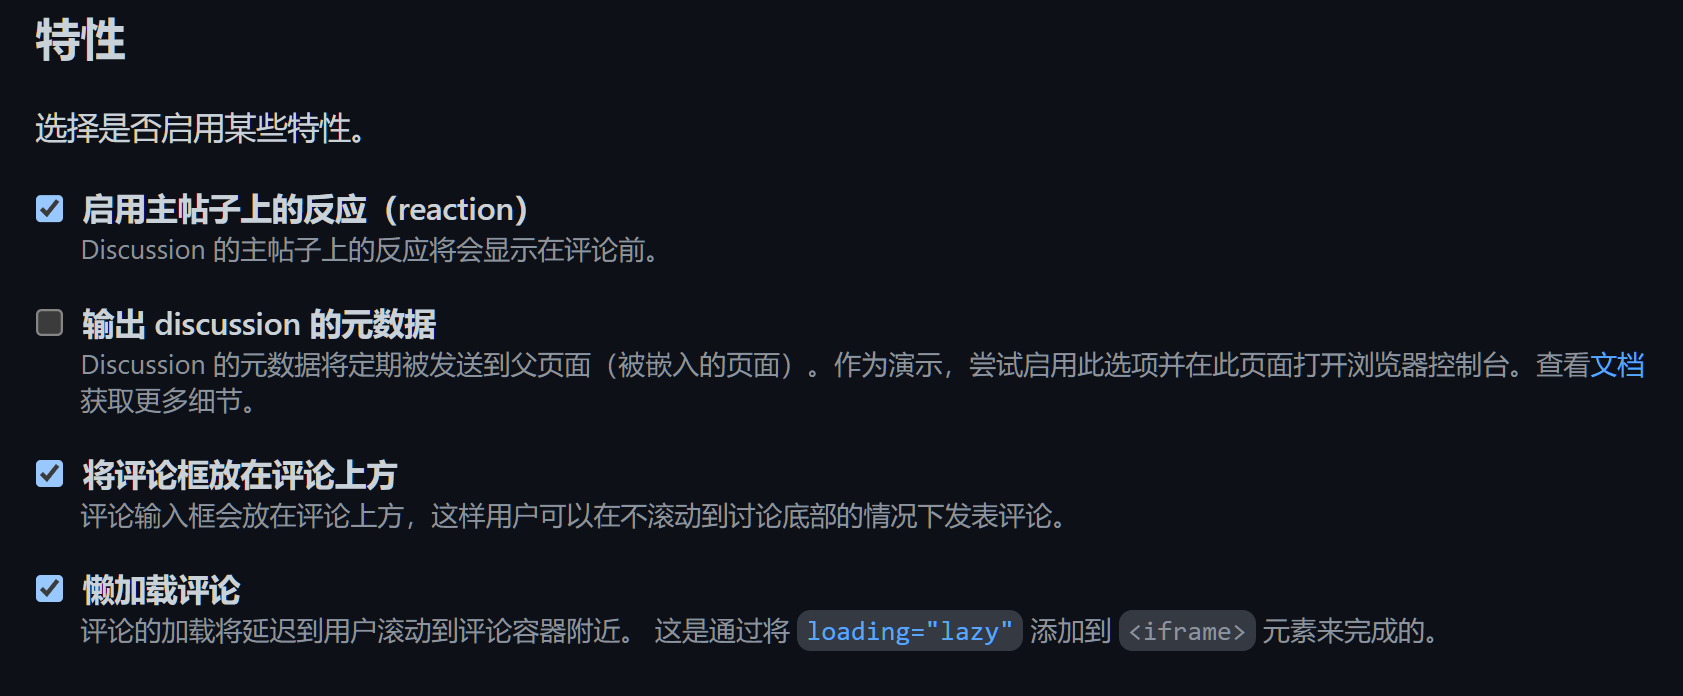 特性
选择是否启用某些特性。
启用主帖子上的反应（reaction）
Discussion 的主帖子上的反应将会显示在评论前。
输出 discussion 的元数据
Discussion 的元数据将定期被发送到父页面（被嵌入的页面）。作为演示，尝试启用此选项并在此页面打开浏览器控制台。查看文档
获取更多细节。
将评论框放在评论上方
评论输入框会放在评论上方，这样用户可以在不滚动到讨论底部的情况下发表评论。
懒加载评论
评论的加载将延迟到用户滚动到评论容器附近。 这是通过将 loading="lazy" 添加到 <iframe> 元素来完成的。